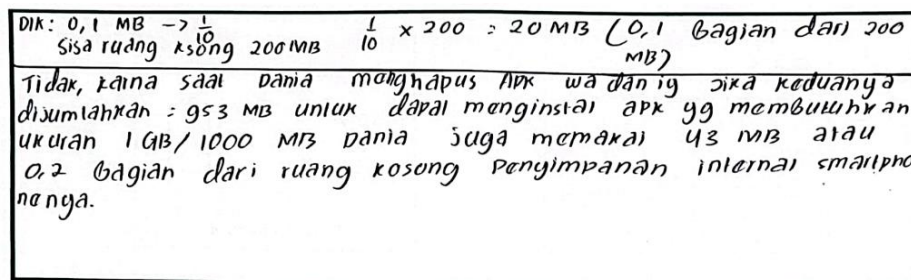 DIK: 0,1 MB -> 1/10
Sisa ruang ksong 200 MB 1/10 x 200 = 20 MB (0,1 bagian dari 200 MB)
Tidak, karna saat Dania menghapus Apk wa dan ig jika keduanya
dijumlahkan = 953 MB untuk dapat menginstal apk yg membutuhkan
ukuran 1 GB/1000 MB Dania juga memakai 43 MB atau
0,2 bagian dari ruang kosong penyimpanan internal smartpho
nenya.